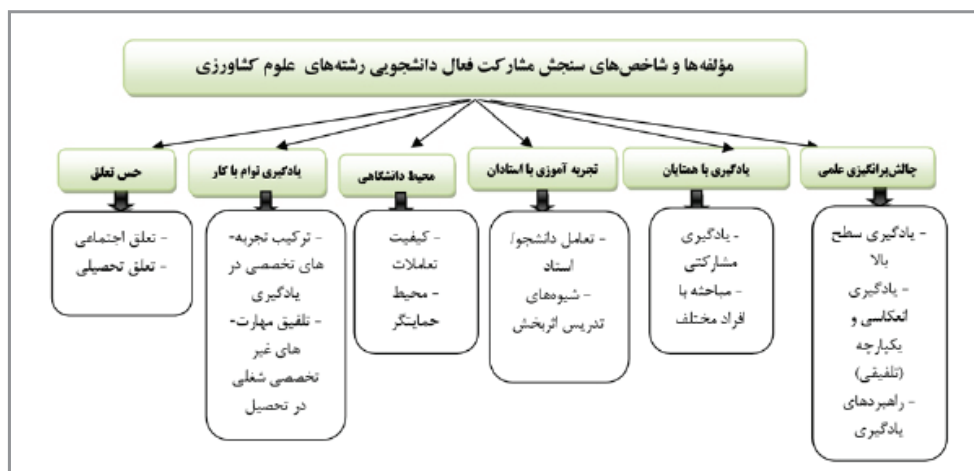 مؤلفه‌ها و شاخص‌های سنجش مشارکت فعال دانشجویی رشته‌های علوم کشاورزی
چالش‌برانگیزی علمی
- یادگیری سطح
بالا
- یادگیری
انعکاسی و
یکپارچه
(تلفیقی)
- راهبردهای
یادگیری
یادگیری با همتایان
- یادگیری
مشارکتی
- مباحثه با
افراد مختلف
تجربه آموزی با استادان
- تعامل دانشجو/
استاد
- شیوه‌های
تدریس اثربخش
محیط دانشگاهی
- کیفیت
تعاملات
- محیط
حمایتگر
یادگیری توام با کار
- ترکیب تجربه-
های تخصصی در
یادگیری
- تلفیق مهارت-
های غیر
تخصصی شغلی
در تحصیل
حس تعلق
- تعلق اجتماعی
- تعلق تحصیلی